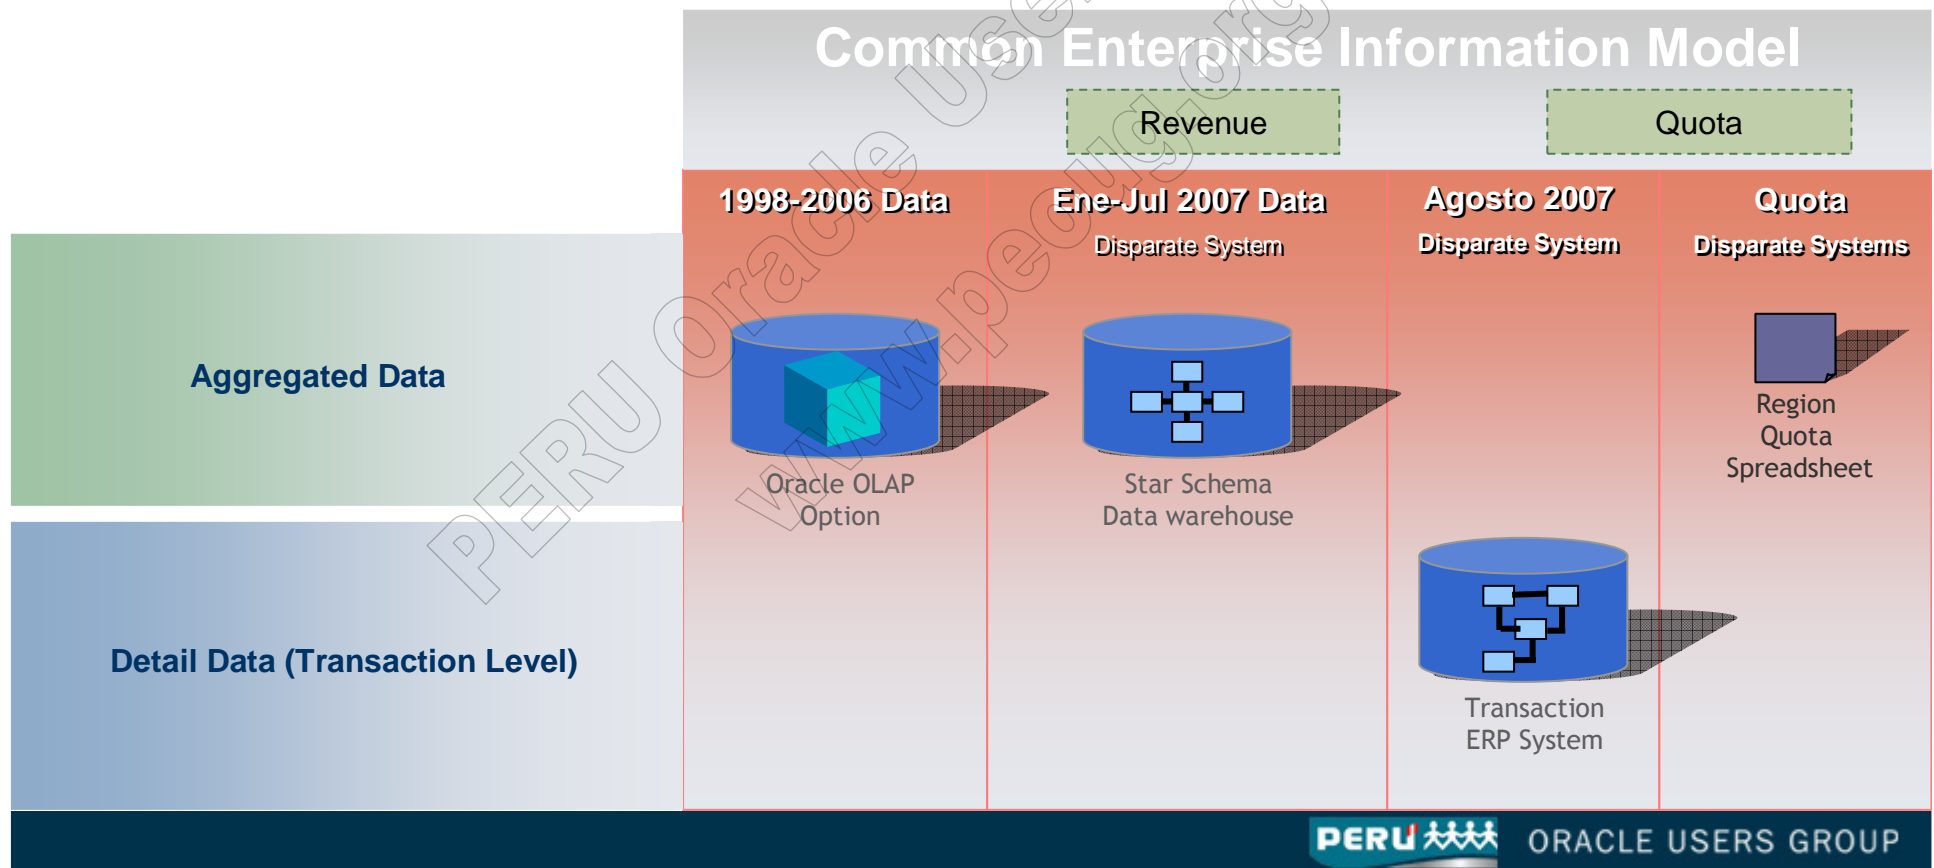 Common Enterprise Information Model
Revenue
Quota
1998-2006 Data
Ene-Jul 2007 Data
Disparate System
Agosto 2007
Disparate System
Quota
Disparate Systems
Aggregated Data
Oracle OLAP
Option
Star Schema
Data warehouse
Region
Quota
Spreadsheet
Detail Data (Transaction Level)
Transaction
ERP System
PERU Oracle Use
www.peoug.org
PERU ORACLE USERS GROUP